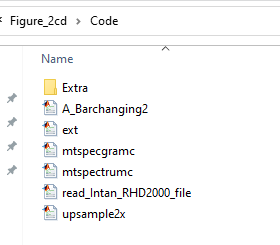 Figure_2cd > Code
Name
Extra
A_Barchanging2
ext
mtspecgramc
mtspectrumc
read_Intan_RHD2000_file
upsample2x